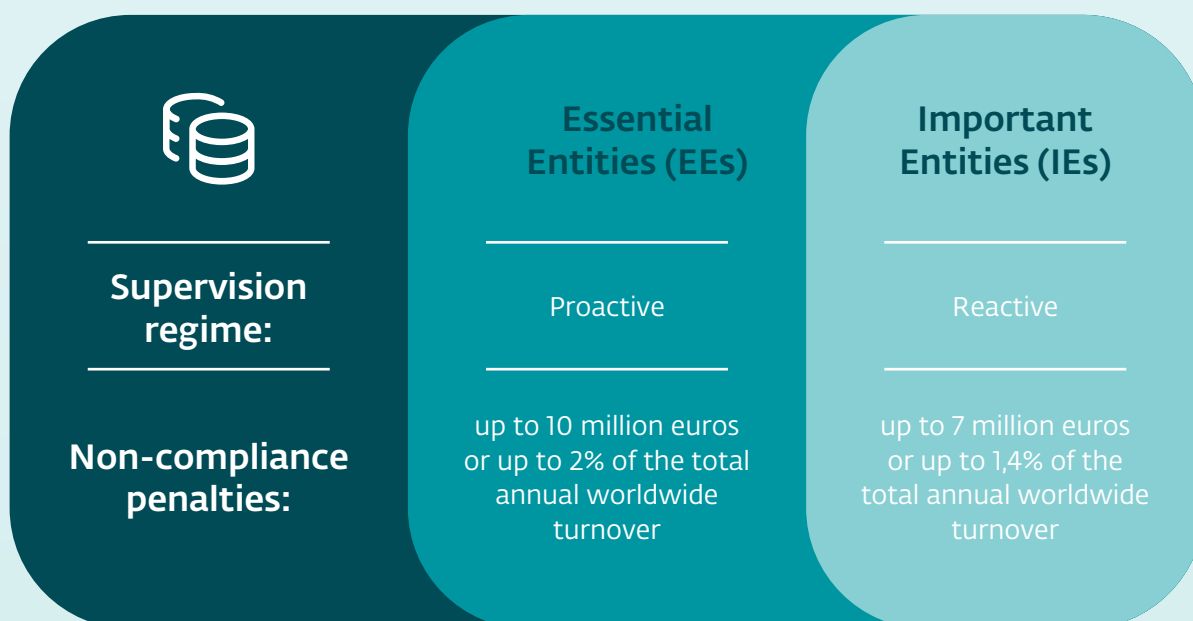 Essential
Entities (EEs)
Important
Entities (IEs)
Supervision
regime:
Proactive
Reactive
Non-compliance
penalties:
up to 10 million euros
or up to 2% of the total
annual worldwide
turnover
up to 7 million euros
or up to 1,4% of the
total annual worldwide
turnover